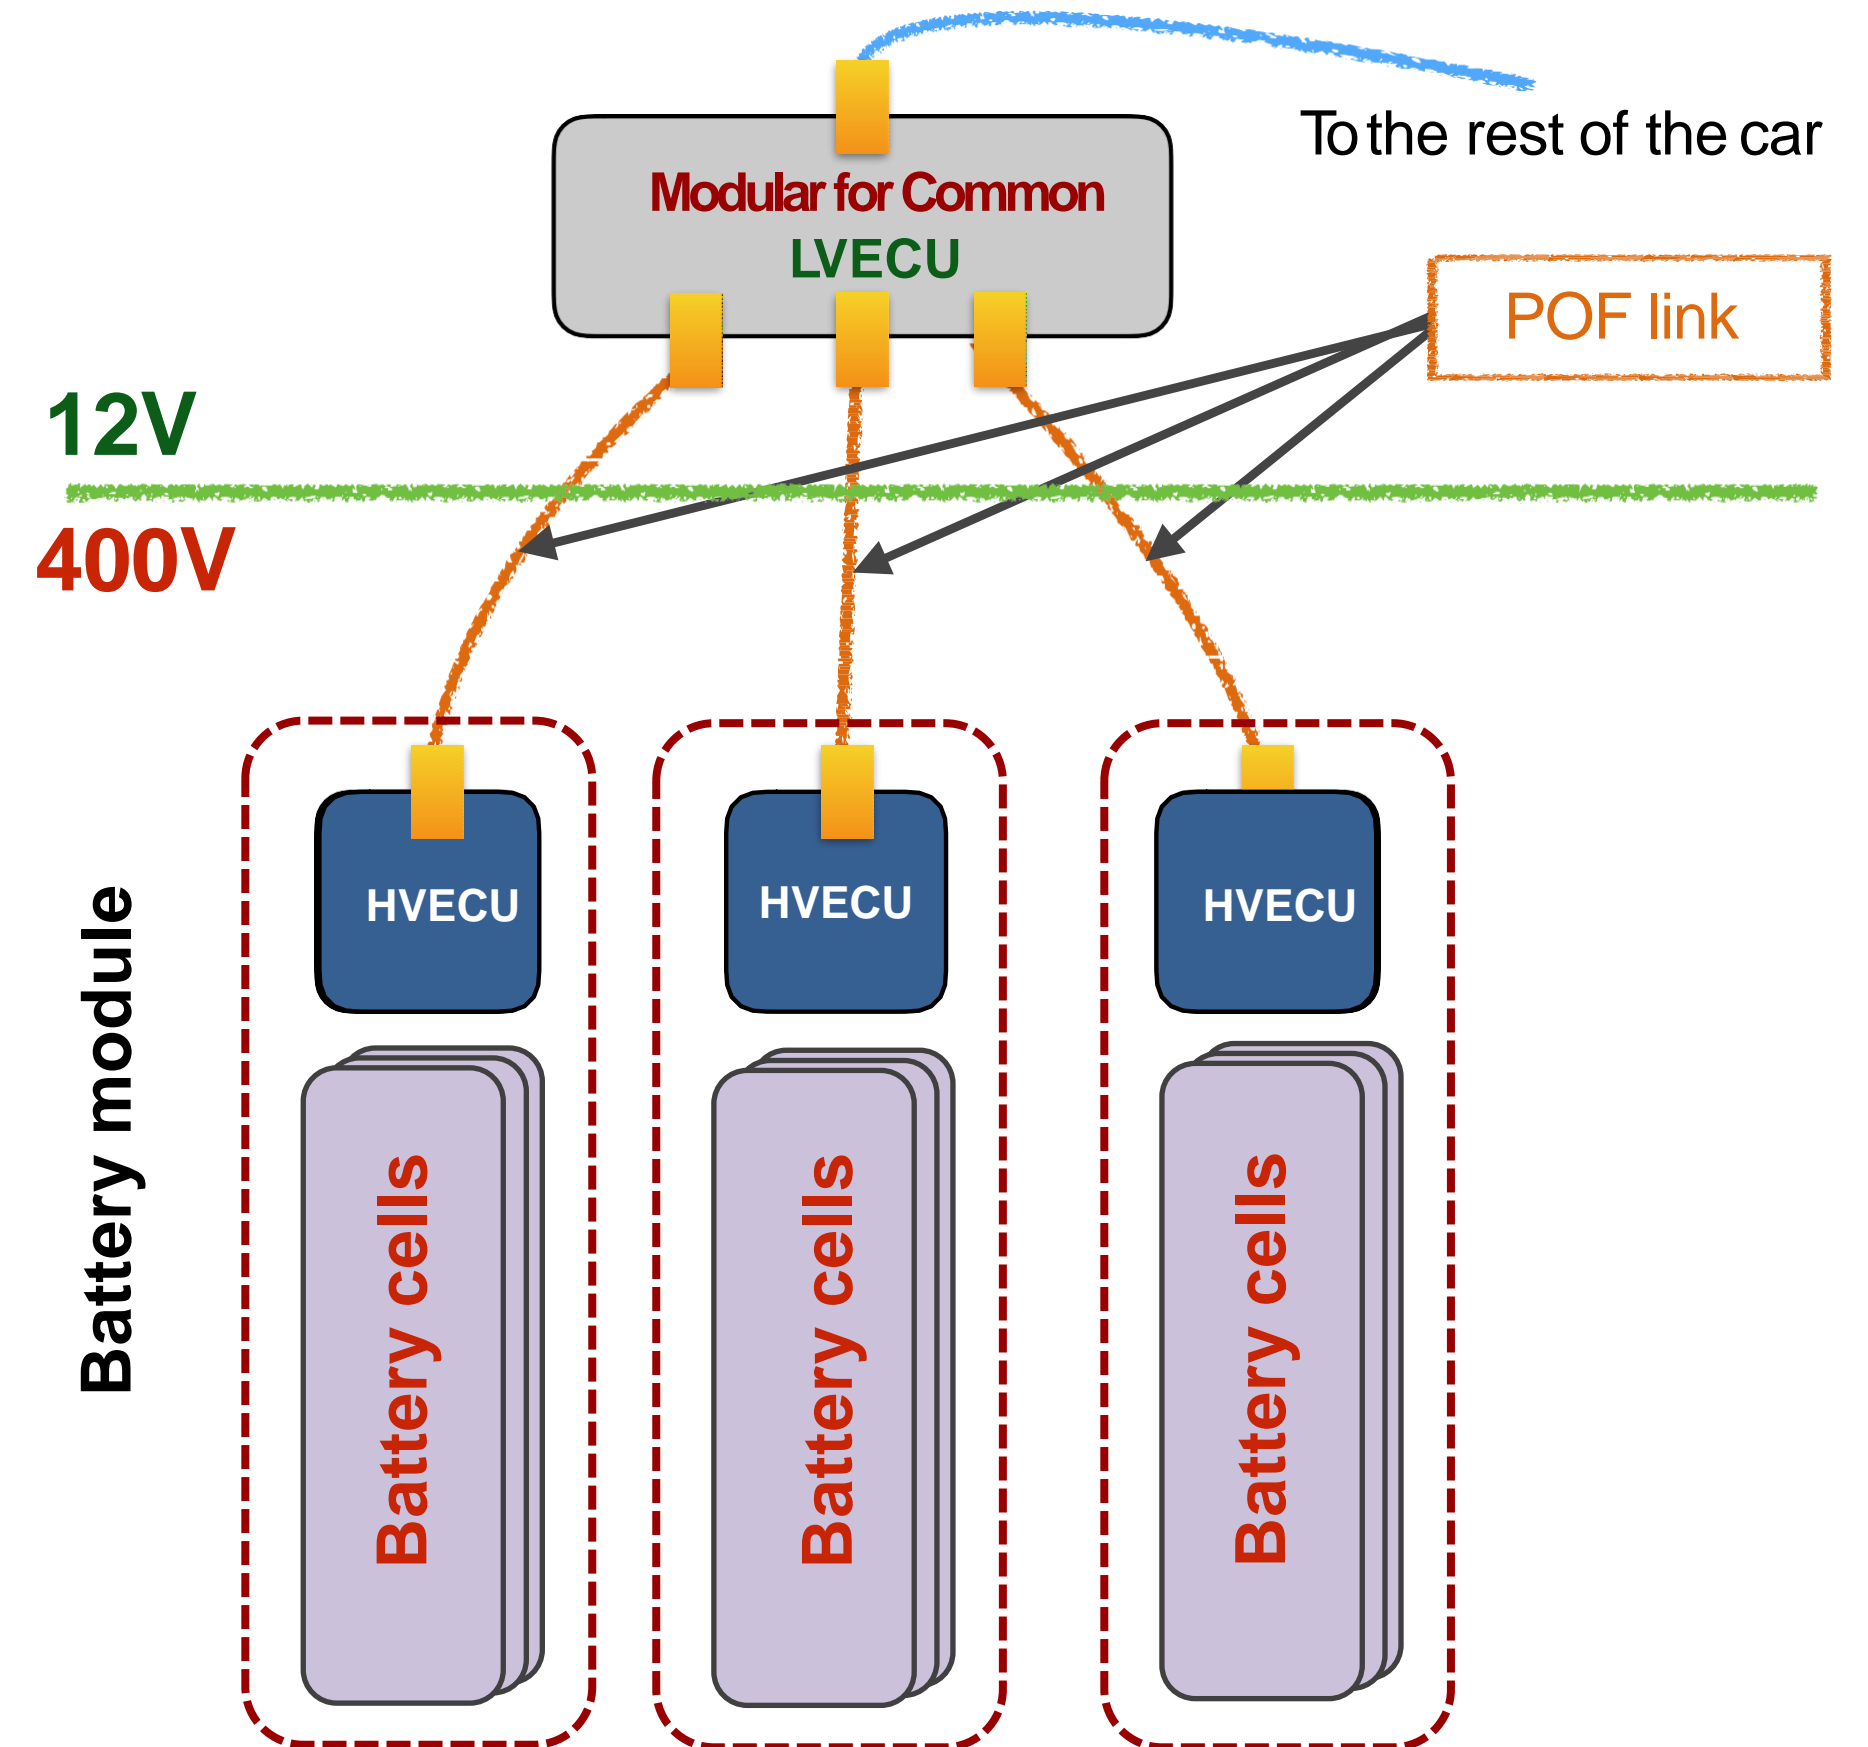 To the rest of the car
Modular for Common
LVECU
POF link
12V
400V
Battery module
HVECU
HVECU
HVECU
Battery cells
Battery cells
Battery cells